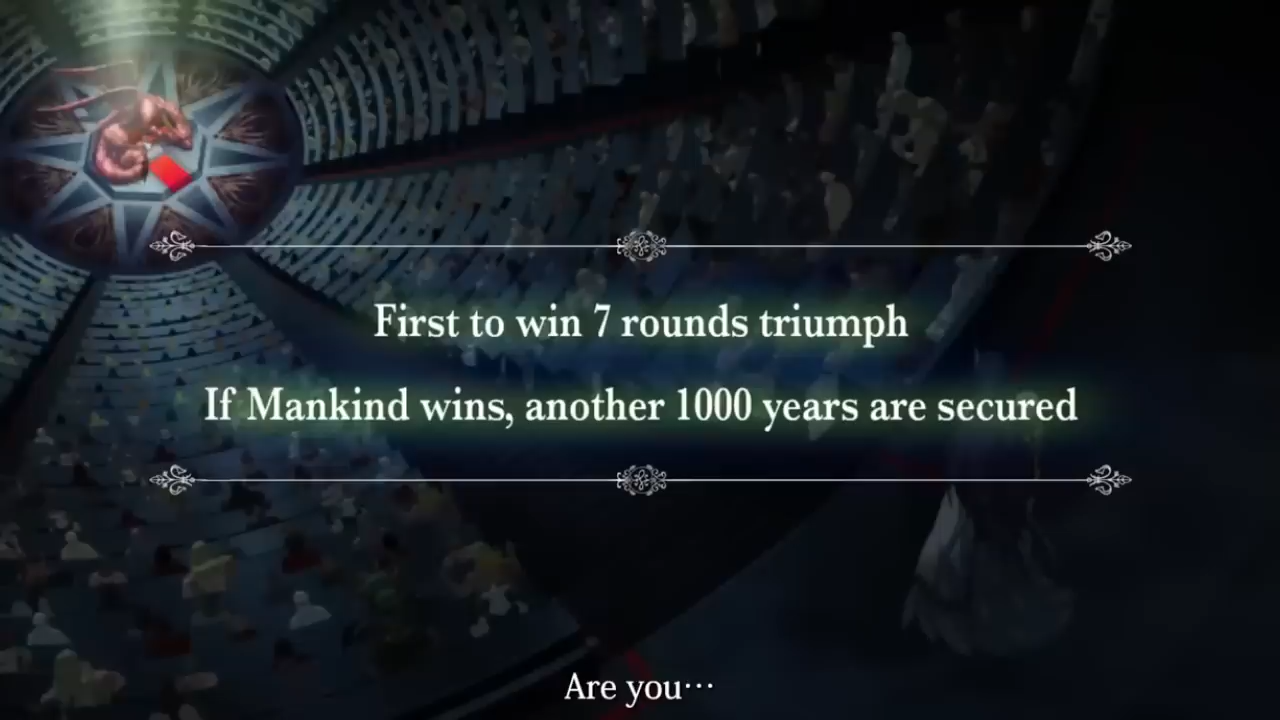 First to win 7 rounds triumph
If Mankind wins, another 1000 years are secured
Are you…